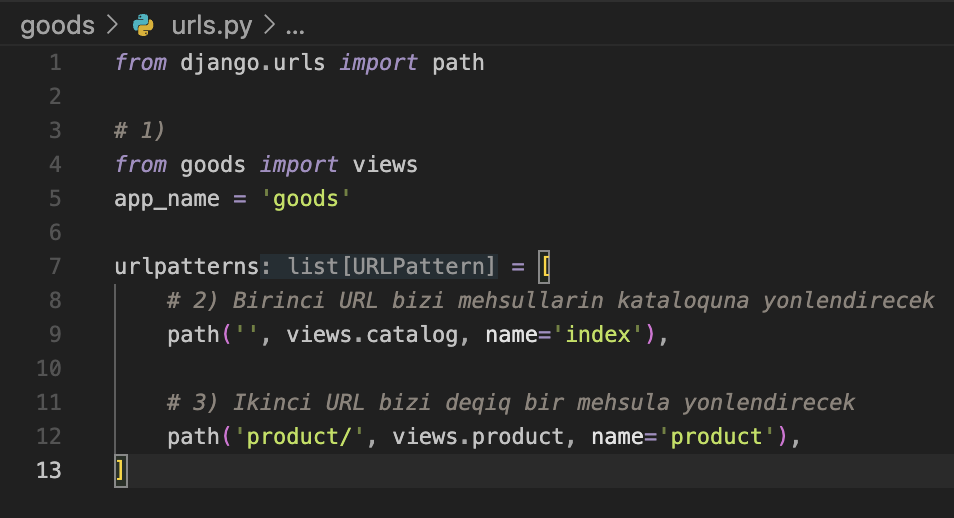 goods > urls.py > ...
1 from django.urls import path
2
3 # 1)
4 from goods import views
5 app_name = 'goods'
6
7 urlpatterns: list[URLPattern] = [
8     # 2) Birinci URL bizi mehsullarin kataloquna yonlendirecek
9     path('', views.catalog, name='index'),
10
11     # 3) Ikinci URL bizi deqiq bir mehsula yonlendirecek
12     path('product/', views.product, name='product'),
13 ]